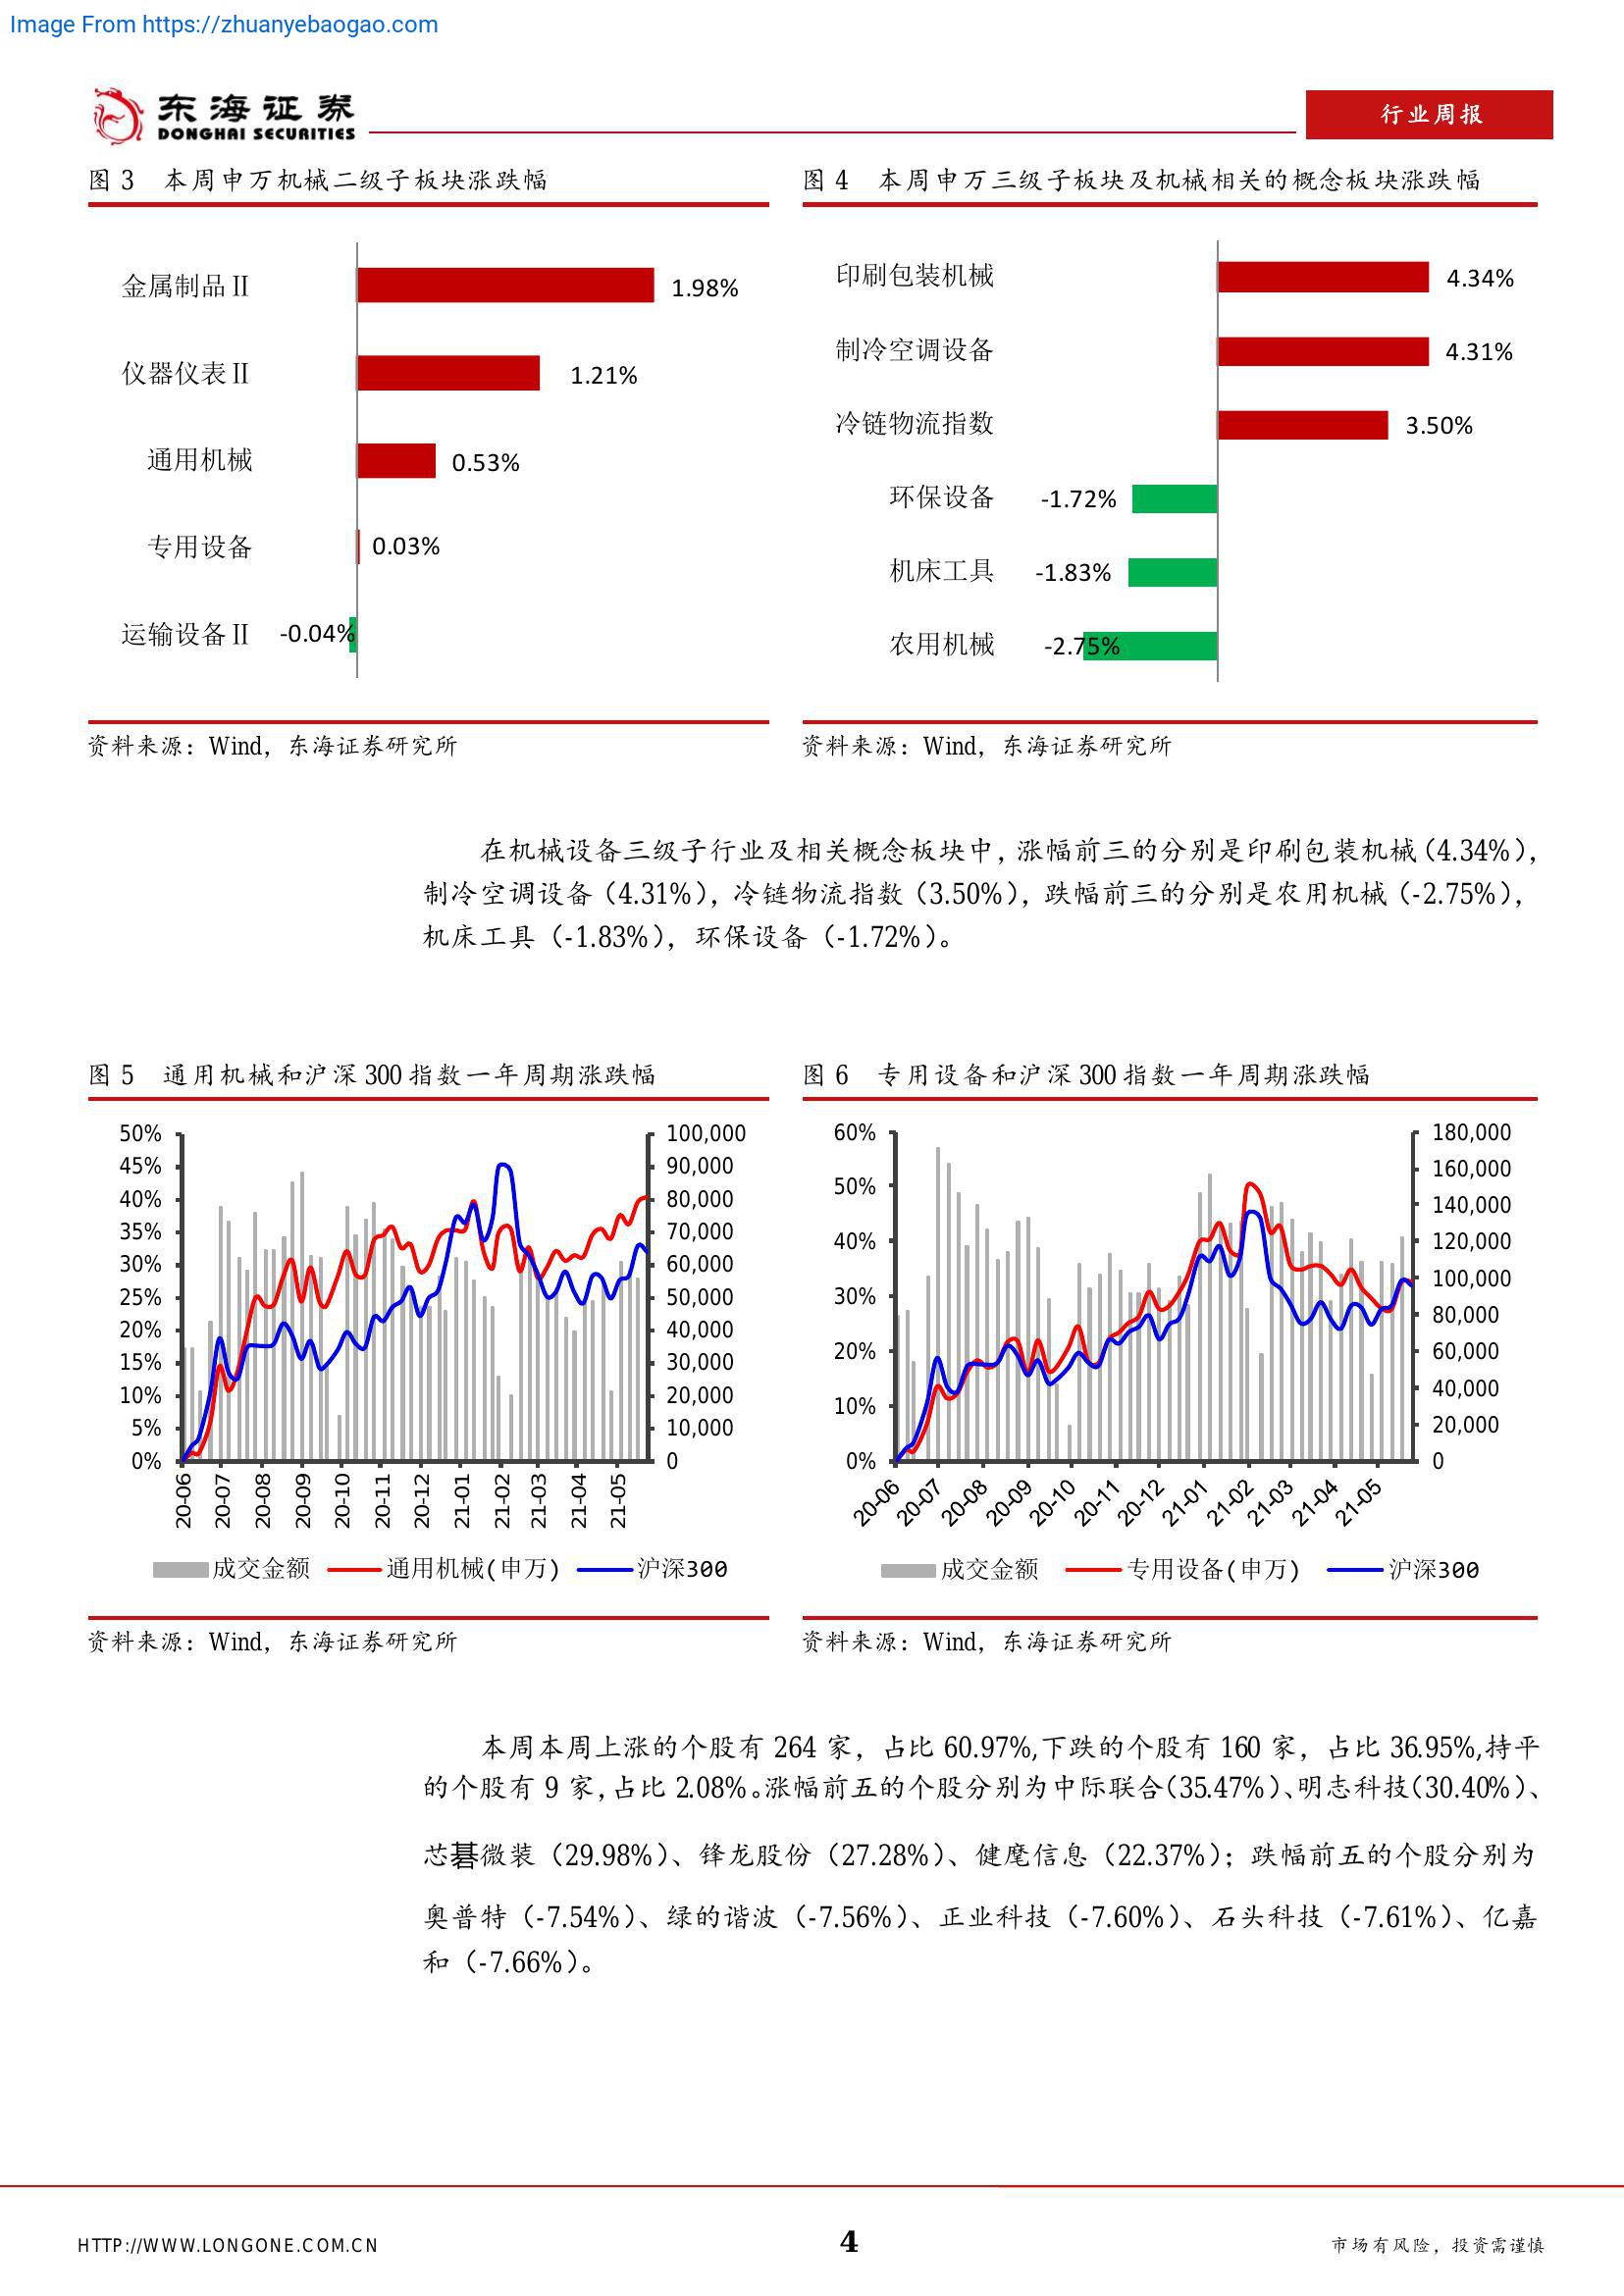 Image From https://zhuanyebaogao.com
东海证券
DONGHAI SECURITIES
行业周报
图 3 本周申万机械二级子板块涨跌幅
金属制品Ⅱ 1.98%
仪器仪表Ⅱ 1.21%
通用机械 0.53%
专用设备 0.03%
运输设备Ⅱ -0.04%
资料来源：Wind，东海证券研究所
图 4 本周申万三级子板块及机械相关的概念板块涨跌幅
印刷包装机械 4.34%
制冷空调设备 4.31%
冷链物流指数 3.50%
环保设备 -1.72%
机床工具 -1.83%
农用机械 -2.75%
资料来源：Wind，东海证券研究所
在机械设备三级子行业及相关概念板块中，涨幅前三的分别是印刷包装机械（4.34%），
制冷空调设备（4.31%），冷链物流指数（3.50%），跌幅前三的分别是农用机械（-2.75%），
机床工具（-1.83%），环保设备（-1.72%）。
图 5 通用机械和沪深 300 指数一年周期涨跌幅
50% 100,000
45% 90,000
40% 80,000
35% 70,000
30% 60,000
25% 50,000
20% 40,000
15% 30,000
10% 20,000
5% 10,000
0% 0
20-06 20-07 20-08 20-09 20-10 20-11 20-12 21-01 21-02 21-03 21-04 21-05
成交金额 通用机械(申万) 沪深300
资料来源：Wind，东海证券研究所
图 6 专用设备和沪深 300 指数一年周期涨跌幅
60% 50% 40% 30% 20% 10% 0%
180,000
160,000
140,000
120,000
100,000
80,000
60,000
40,000
20,000
0
20-06 20-07 20-08 20-09 20-10 20-11 20-12 21-01 21-02 21-03 21-04 21-05
成交金额 专用设备(申万) 沪深300
资料来源：Wind，东海证券研究所
本周本周上涨的个股有 264 家，占比 60.97%,下跌的个股有 160 家，占比 36.95%,持平
的个股有 9 家，占比 2.08%。涨幅前五的个股分别为中际联合（35.47%）、明志科技（30.40%）、
芯碁微装（29.98%）、锋龙股份（27.28%）、健麾信息（22.37%）；跌幅前五的个股分别为
奥普特（-7.54%）、绿的谐波（-7.56%）、正业科技（-7.60%）、石头科技（-7.61%）、亿嘉
和（-7.66%）。
HTTP://WWW.LONGONE.COM.CN
4
市场有风险，投资需谨慎